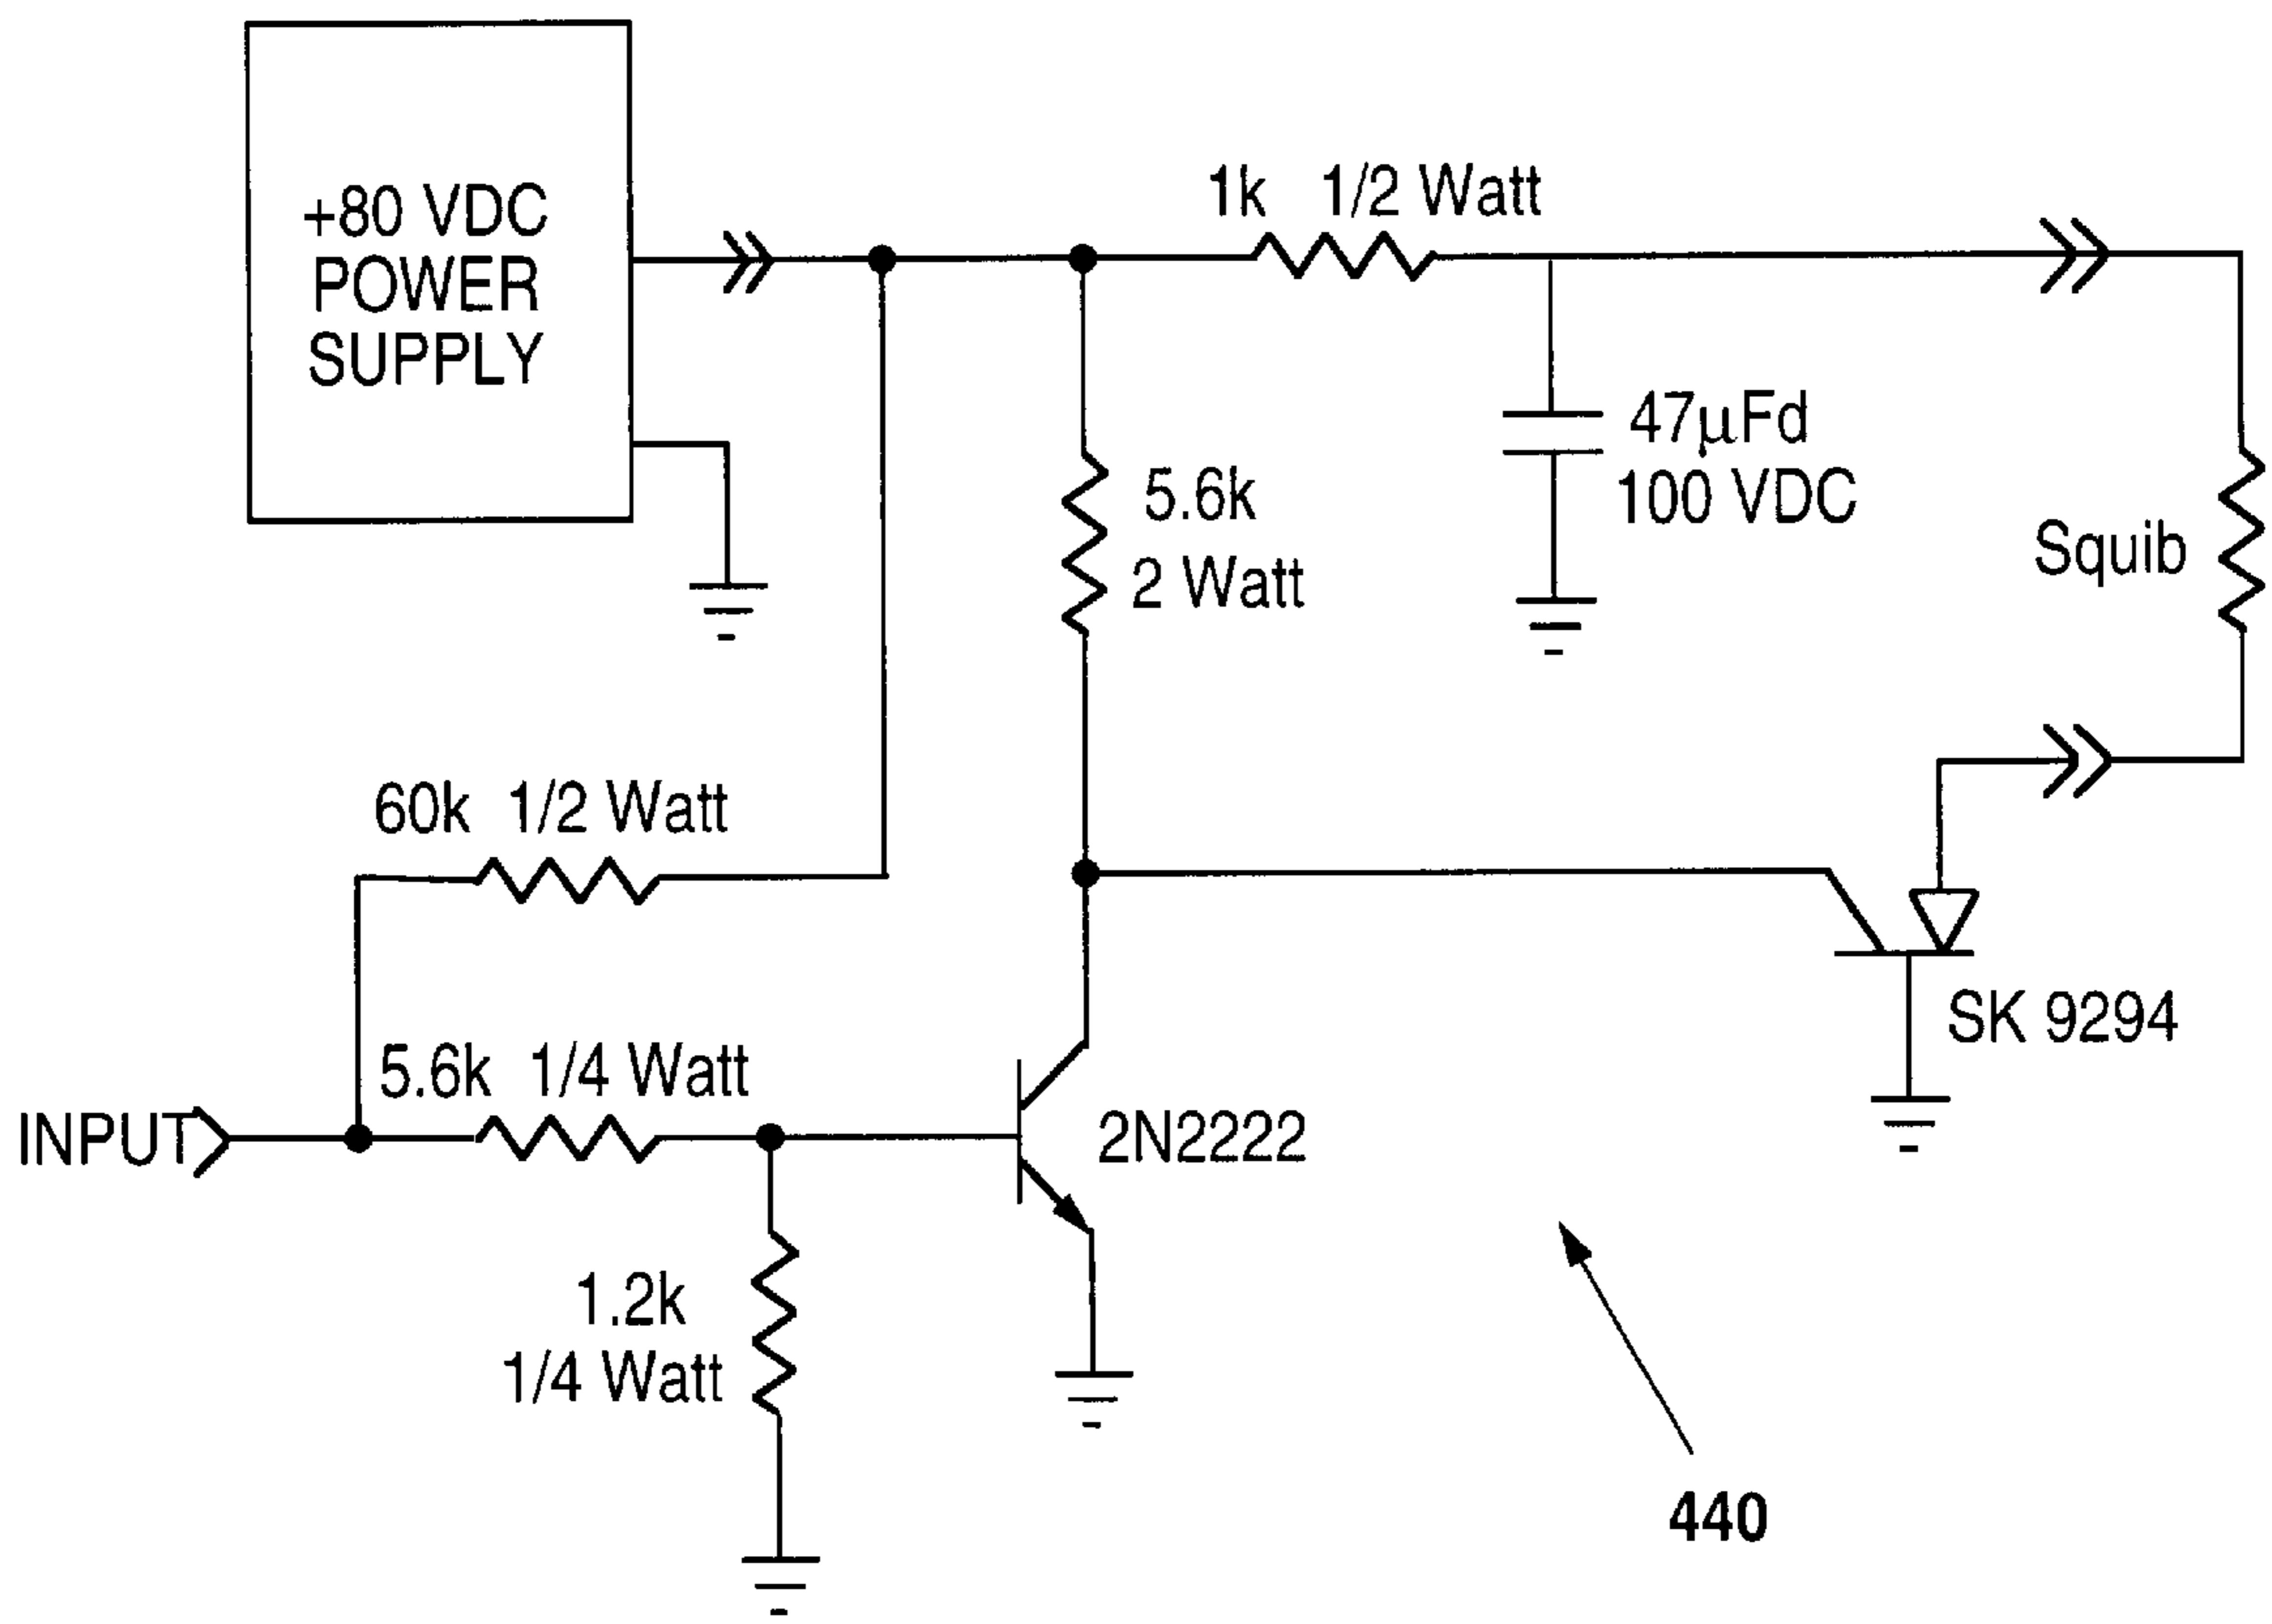 +80 VDC
POWER
SUPPLY
1k 1/2 Watt
47µFd
100 VDC
5.6k
2 Watt
Squib
60k 1/2 Watt
5.6k 1/4 Watt
INPUT
2N2222
SK 9294
1.2k
1/4 Watt
440